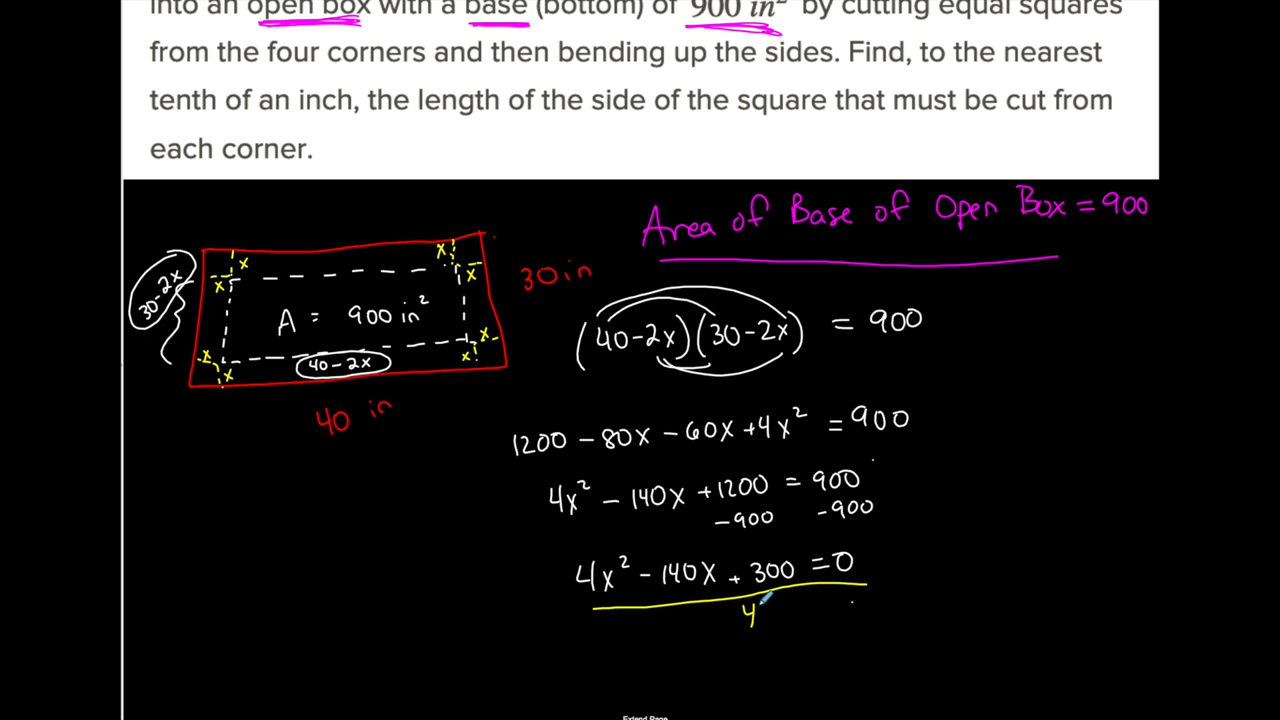 into an open box with a base (bottom) of 900 in² by cutting equal squares
from the four corners and then bending up the sides. Find, to the nearest
tenth of an inch, the length of the side of the square that must be cut from
each corner.
Area of Base of Open Box = 900
x x x x
30-2x
A = 900 in²
30 in
x x x x
40-2x
40 in
(40-2x)(30-2x) = 900
1200 - 80x - 60x + 4x² = 900
4x² - 140x + 1200 = 900
-900 -900
4x² - 140x + 300 = 0
4
Extend Page